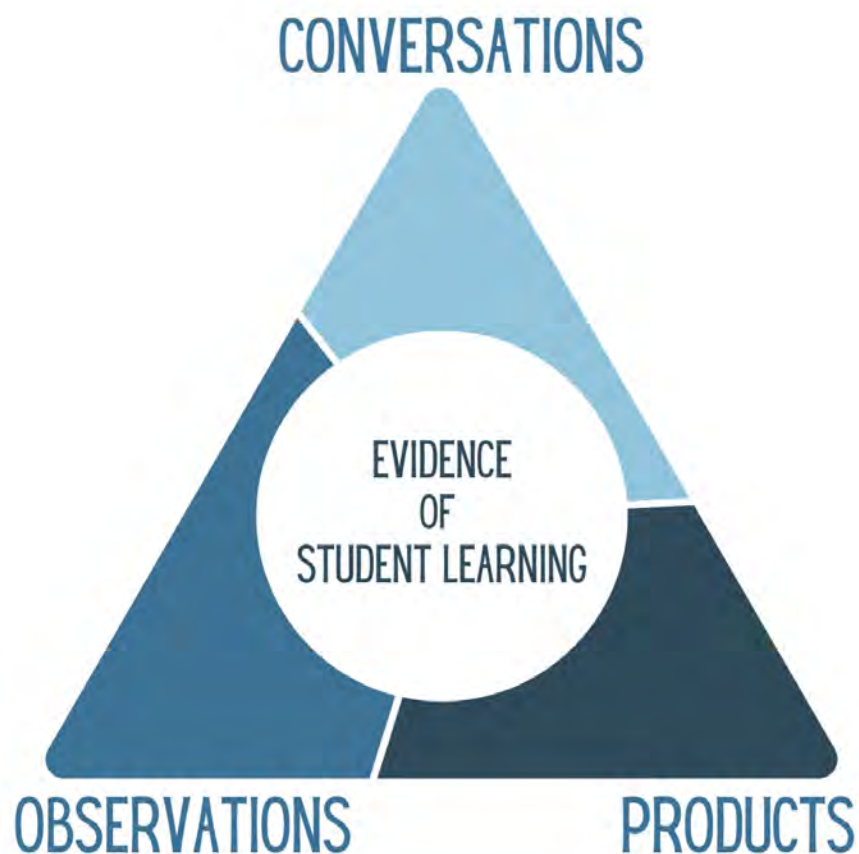 CONVERSATIONS
EVIDENCE
OF
STUDENT LEARNING
OBSERVATIONS
PRODUCTS